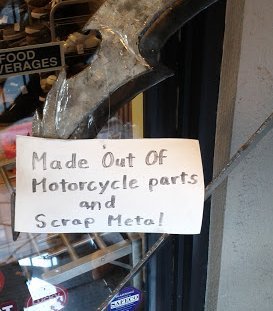 FOOD
VERAGES
Made Out Of
Motorcycle parts
and
Scrap Metal